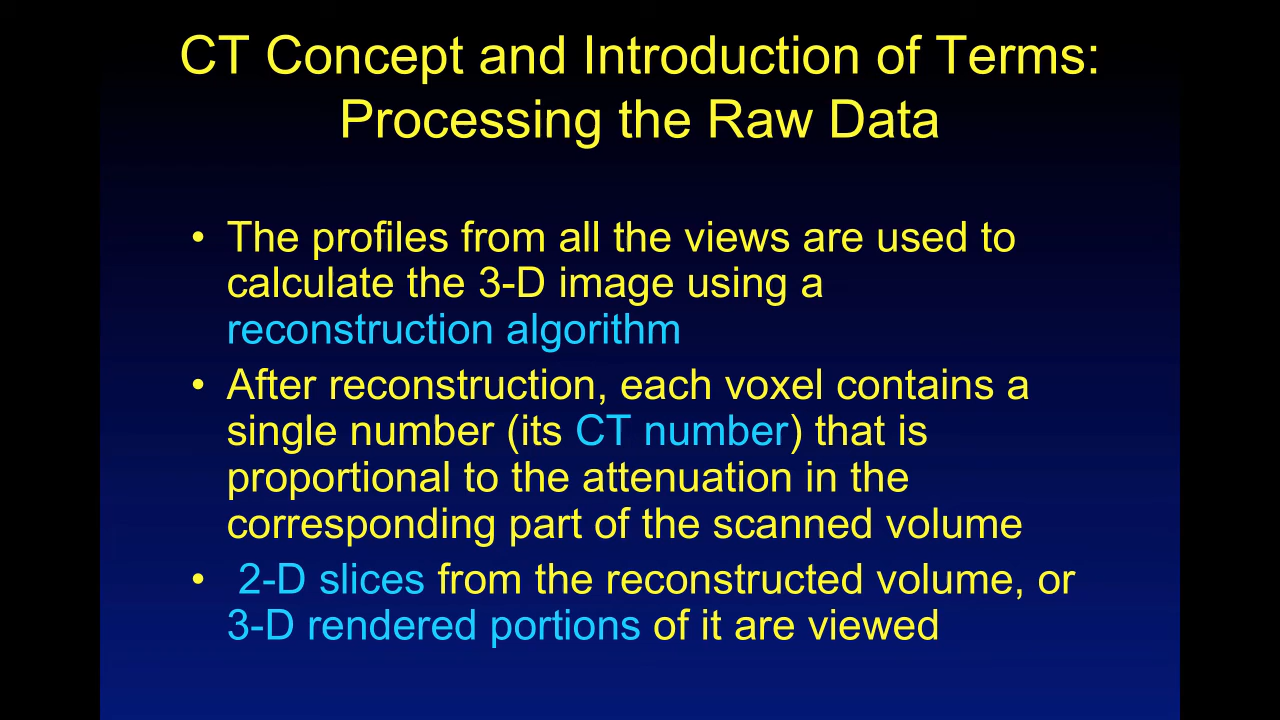 CT Concept and Introduction of Terms:
Processing the Raw Data
• The profiles from all the views are used to
calculate the 3-D image using a
reconstruction algorithm
• After reconstruction, each voxel contains a
single number (its CT number) that is
proportional to the attenuation in the
corresponding part of the scanned volume
• 2-D slices from the reconstructed volume, or
3-D rendered portions of it are viewed